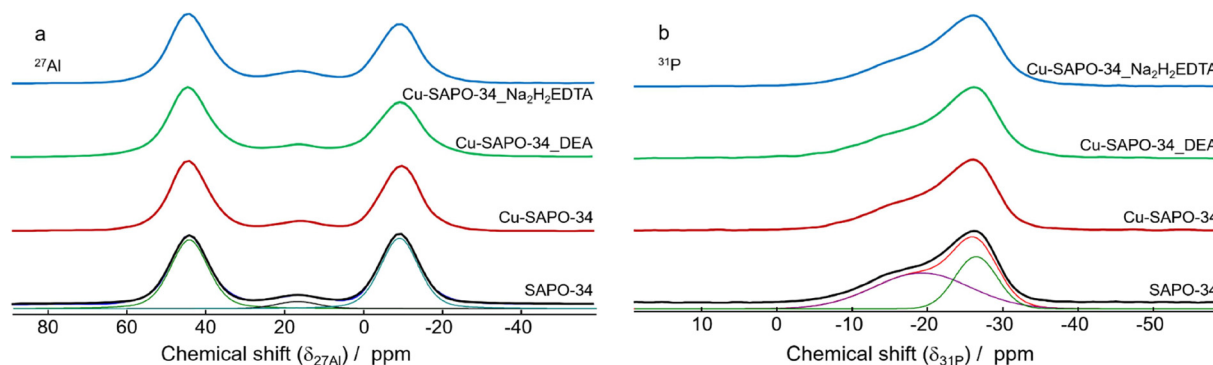 a
²⁷Al
Cu-SAPO-34_Na₂H₂EDTA
Cu-SAPO-34_DEA
Cu-SAPO-34
SAPO-34
80 60 40 20 0 -20 -40
Chemical shift (δ₂₇Al) / ppm
b
³¹P
Cu-SAPO-34_Na₂H₂EDTA
Cu-SAPO-34_DEA
Cu-SAPO-34
SAPO-34
10 0 -10 -20 -30 -40 -50
Chemical shift (δ₃₁P) / ppm